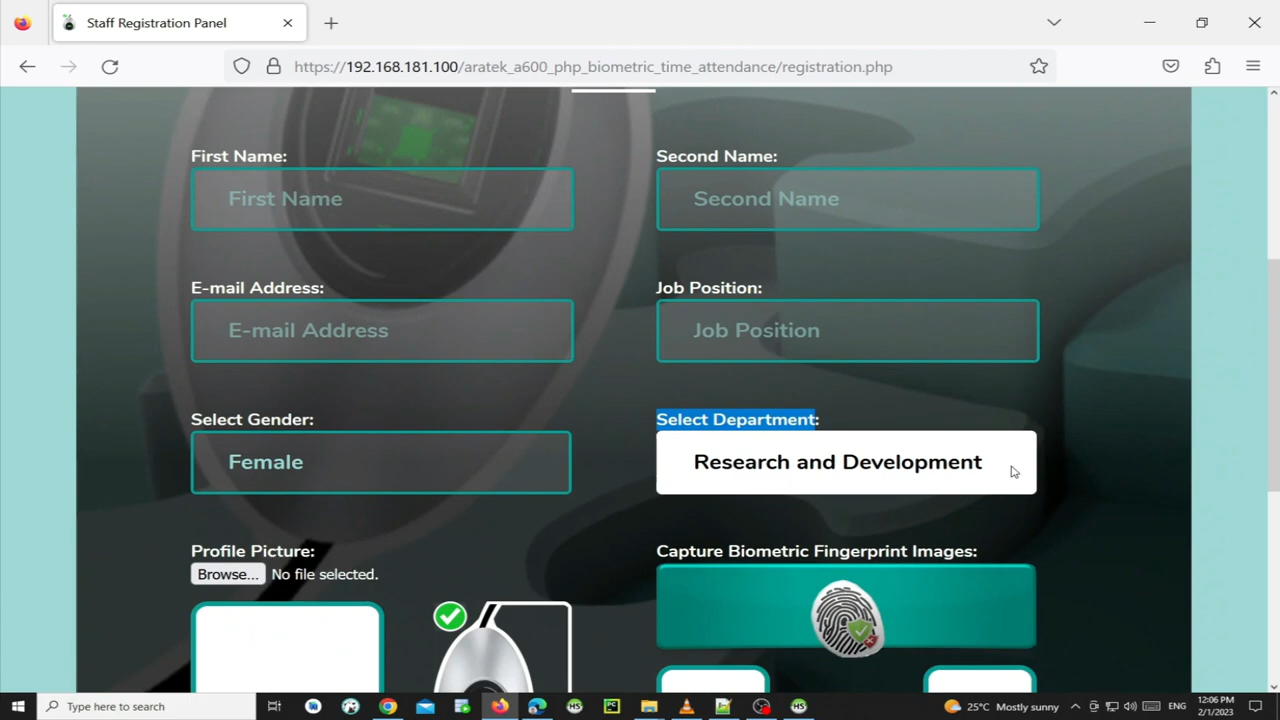 Staff Registration Panel
https://192.168.181.100/aratek_a600_php_biometric_time_attendance/registration.php
First Name:
Second Name:
First Name
Second Name
E-mail Address:
Job Position:
E-mail Address
Job Position
Select Gender:
Select Department:
Female
Research and Development
Profile Picture:
Capture Biometric Fingerprint Images:
Browse... No file selected.
Type here to search
25°C Mostly sunny
ENG
12:06 PM
2/1/2023